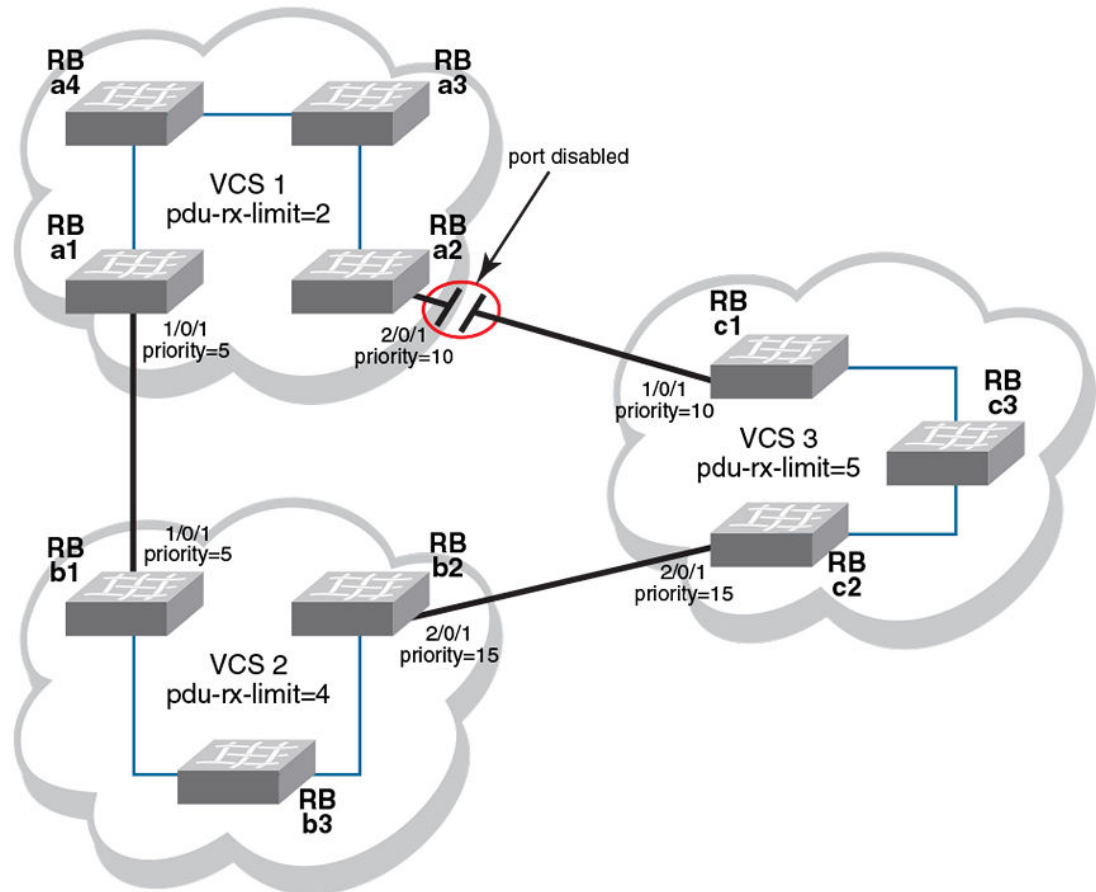 RB
a4
RB
a3
port disabled
VCS 1
pdu-rx-limit=2
RB
a1
RB
a2
1/0/1
priority=5
2/0/1
priority=10
RB
c1
1/0/1
priority=10
RB
c3
VCS 3
pdu-rx-limit=5
1/0/1
priority=5
RB
b1
RB
b2
2/0/1
priority=15
RB
c2
2/0/1
priority=15
VCS 2
pdu-rx-limit=4
RB
b3